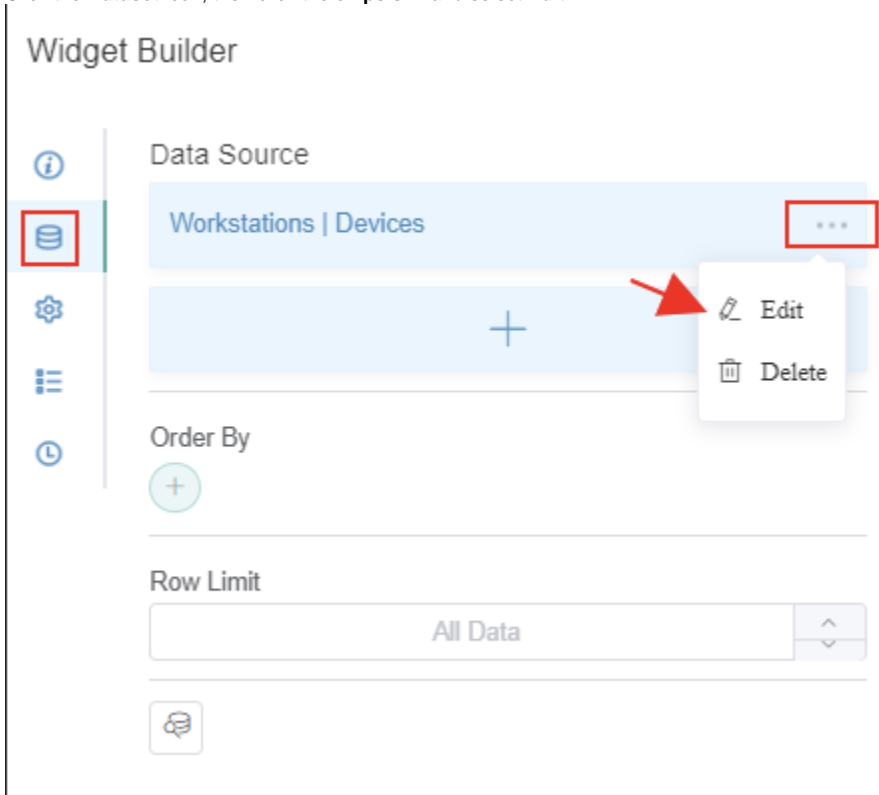 Widget Builder
Data Source
Workstations | Devices
Edit
Delete
Order By
Row Limit
All Data